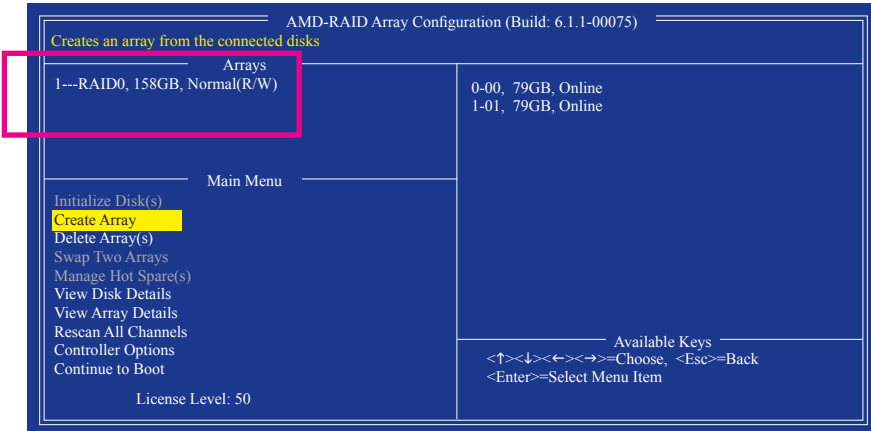 AMD-RAID Array Configuration (Build: 6.1.1-00075)
Creates an array from the connected disks
Arrays
1---RAID0, 158GB, Normal(R/W)
0-00, 79GB, Online
1-01, 79GB, Online
Main Menu
Initialize Disk(s)
Create Array
Delete Array(s)
Swap Two Arrays
Manage Hot Spare(s)
View Disk Details
View Array Details
Rescan All Channels
Controller Options
Continue to Boot
License Level: 50
Available Keys
<↑><↓><←><→>=Choose, <Esc>=Back
<Enter>=Select Menu Item